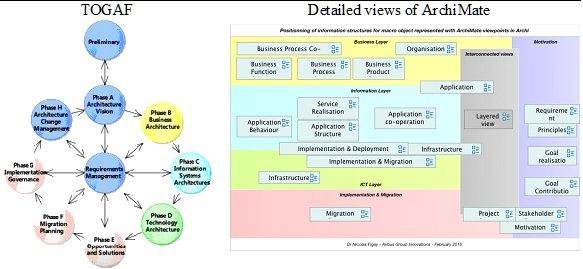 TOGAF
Preliminary
Phase A
Architecture
Vision
Phase H
Architecture
Change
Management
Phase B
Business
Architecture
Phase G
Implementation
Governance
Requirements
Management
Phase C
Information
Systems
Architectures
Phase F
Migration
Planning
Phase D
Technology
Architecture
Phase E
Opportunities
and Solutions
Detailed views of ArchiMate
Positionning of information structures for macro object represented with ArchiMate viewpoints in Archi
Business Layer
Motivation
Business Process Co-
Organisation
Interconnected views
Business
Function
Business
Process
Business
Product
Application
Information Layer
Service
Realisation
Application
Behaviour
Application
Structure
Application
co-operation
Layered
view
Requireme
nt
Principles
Implementation & Deployment
Infrastructure
Implementation & Migration
Goal
realisatio
Infrastructure
ICT Layer
Goal
Contributio
Implementation & Migration
Migration
Project
Stakeholder
Motivation
Dr Nicolas Figay - Airbus Group Innovations - February 2015